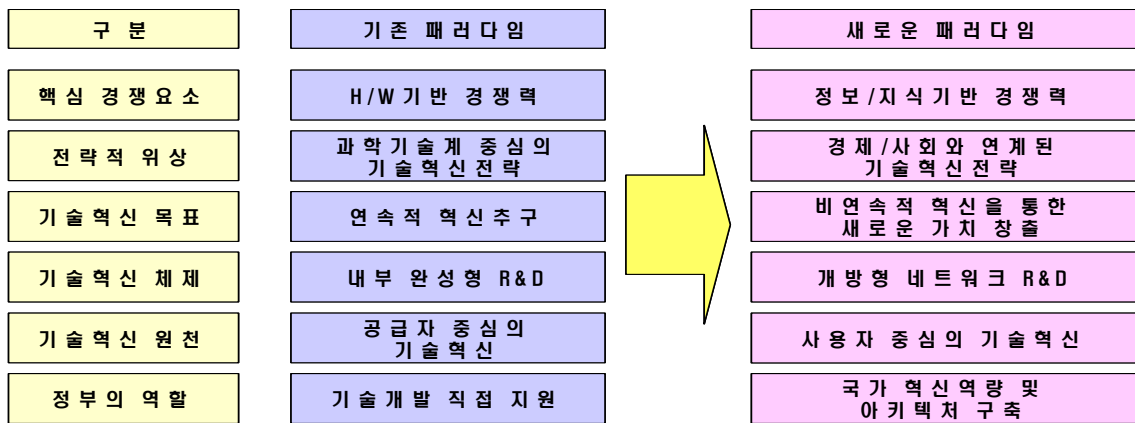 구분 기존 패러다임 새로운 패러다임
핵심 경쟁요소 H/W기반 경쟁력 정보/지식기반 경쟁력
전략적 위상 과학기술계 중심의 경제/사회와 연계된
기술혁신전략 기술혁신전략
기술혁신 목표 연속적 혁신추구 비연속적 혁신을 통한
새로운 가치 창출
기술혁신 체제 내부 완성형 R&D 개방형 네트워크 R&D
기술혁신 원천 공급자 중심의 사용자 중심의 기술혁신
기술혁신
정부의 역할 기술개발 직접 지원 국가 혁신역량 및
아키텍처 구축